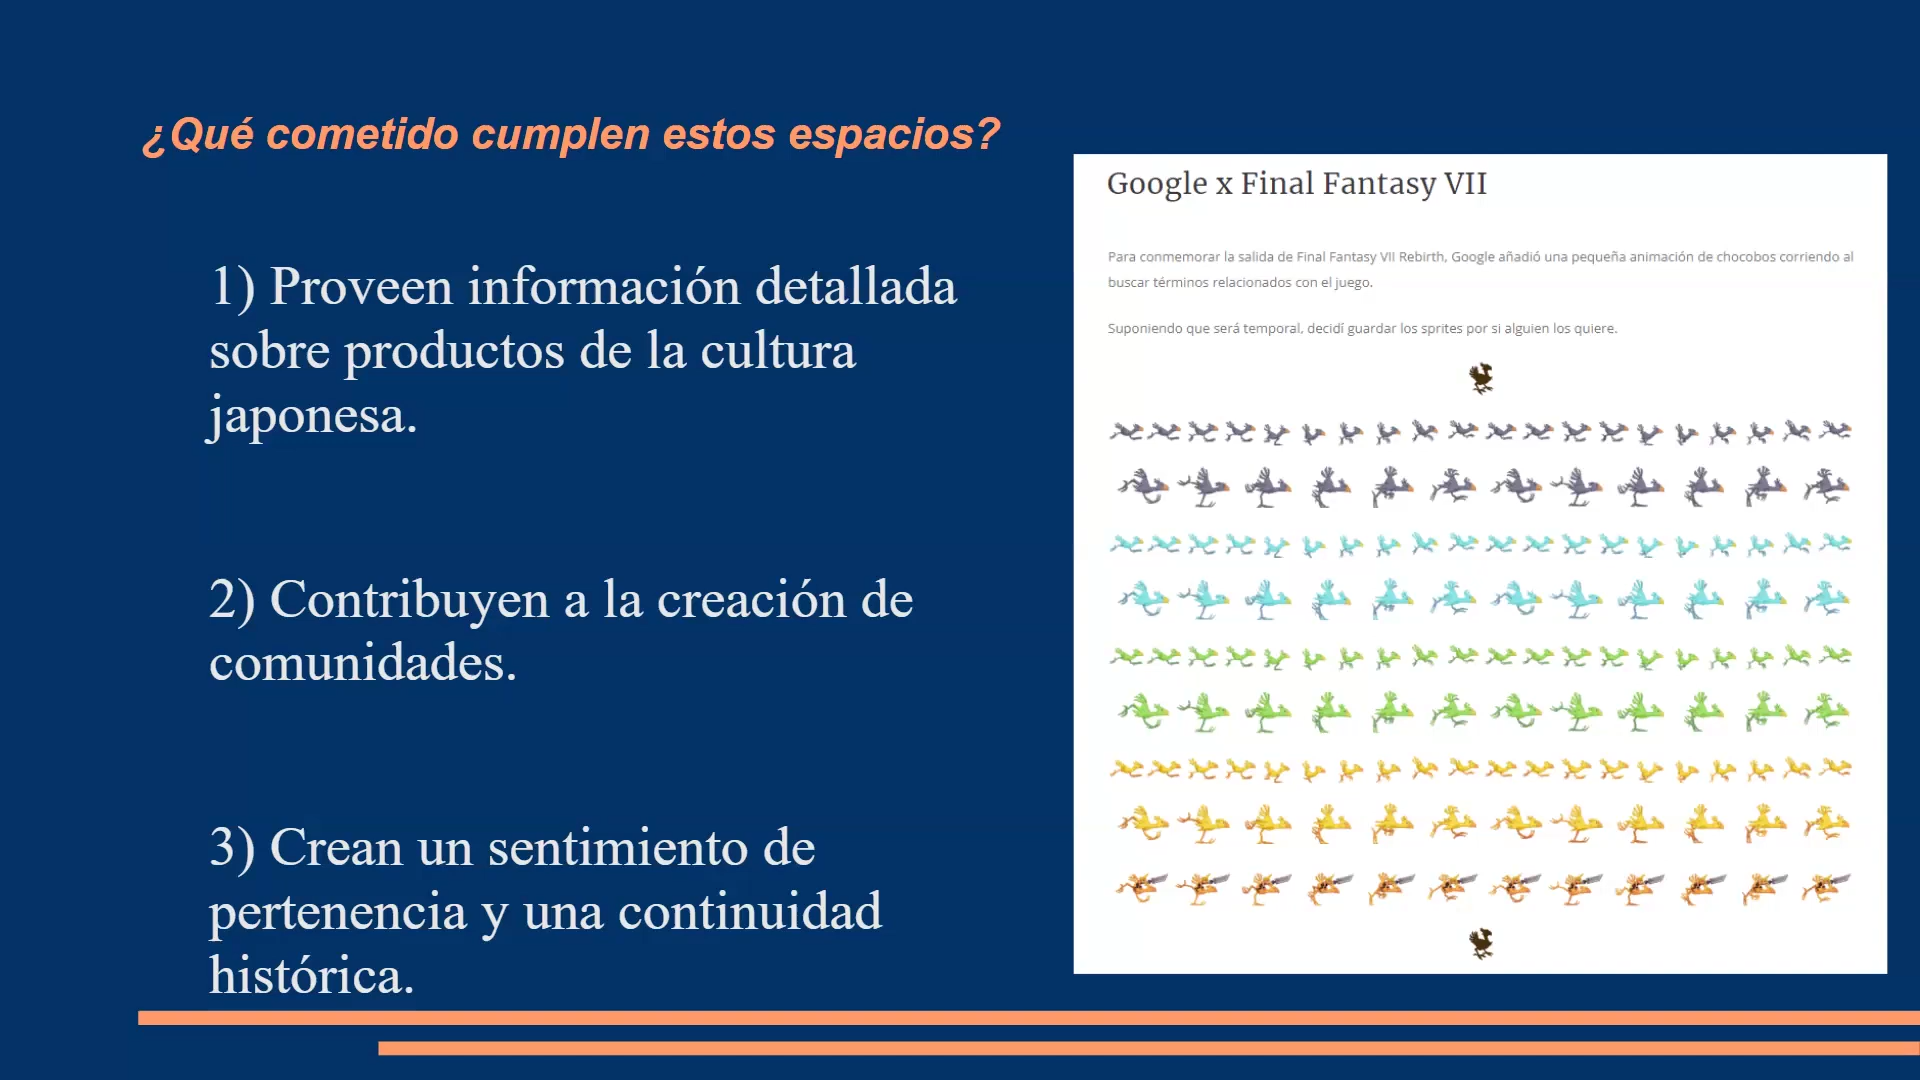 ¿Qué cometido cumplen estos espacios?
1) Proveen información detallada
sobre productos de la cultura
japonesa.
2) Contribuyen a la creación de
comunidades.
3) Crean un sentimiento de
pertenencia y una continuidad
histórica.
Google x Final Fantasy VII
Para conmemorar la salida de Final Fantasy VII Rebirth, Google añadió una pequeña animación de chocobos corriendo al
buscar términos relacionados con el juego.
Suponiendo que será temporal, decidí guardar los sprites por si alguien los quiere.